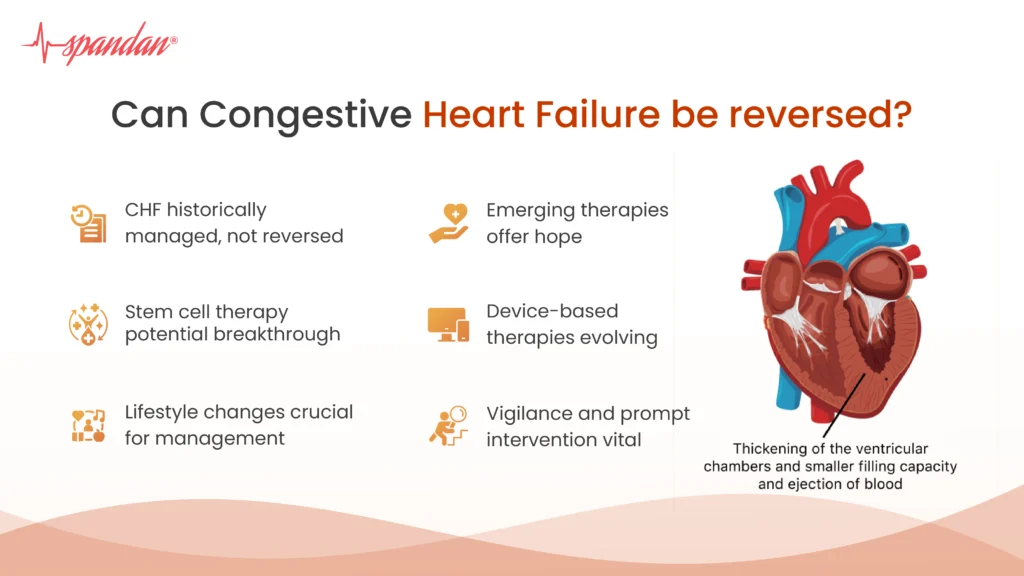 spandan®
Can Congestive Heart Failure be reversed?
CHF historically
managed, not reversed
Emerging therapies
offer hope
Stem cell therapy
potential breakthrough
Device-based
therapies evolving
Lifestyle changes crucial
for management
Vigilance and prompt
intervention vital
Thickening of the ventricular
chambers and smaller filling capacity
and ejection of blood